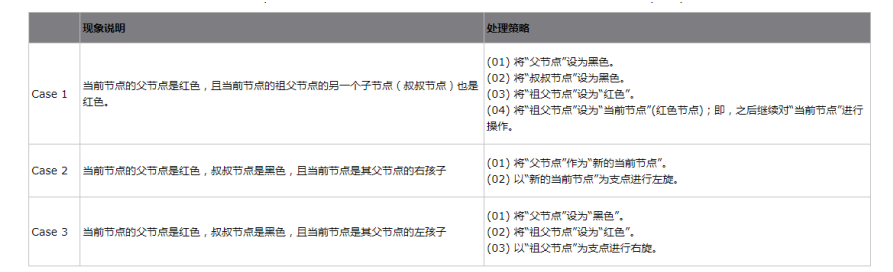 现象说明 处理策略
(01) 将“父节点”设为黑色。
(02) 将“叔叔节点”设为黑色。
Case 1 当前节点的父节点是红色，且当前节点的祖父节点的另一个子节点（叔叔节点）也是 (03) 将“祖父节点”设为“红色”。
红色。 (04) 将“祖父节点”设为“当前节点”(红色节点)；即，之后继续对“当前节点”进行
操作。
Case 2 当前节点的父节点是红色，叔叔节点是黑色，且当前节点是其父节点的右孩子 (01) 将“父节点”作为“新的当前节点”。
(02) 以“新的当前节点”为支点进行左旋。
(01) 将“父节点”设为“黑色”。
Case 3 当前节点的父节点是红色，叔叔节点是黑色，且当前节点是其父节点的左孩子 (02) 将“祖父节点”设为“红色”。
(03) 以“祖父节点”为支点进行右旋。